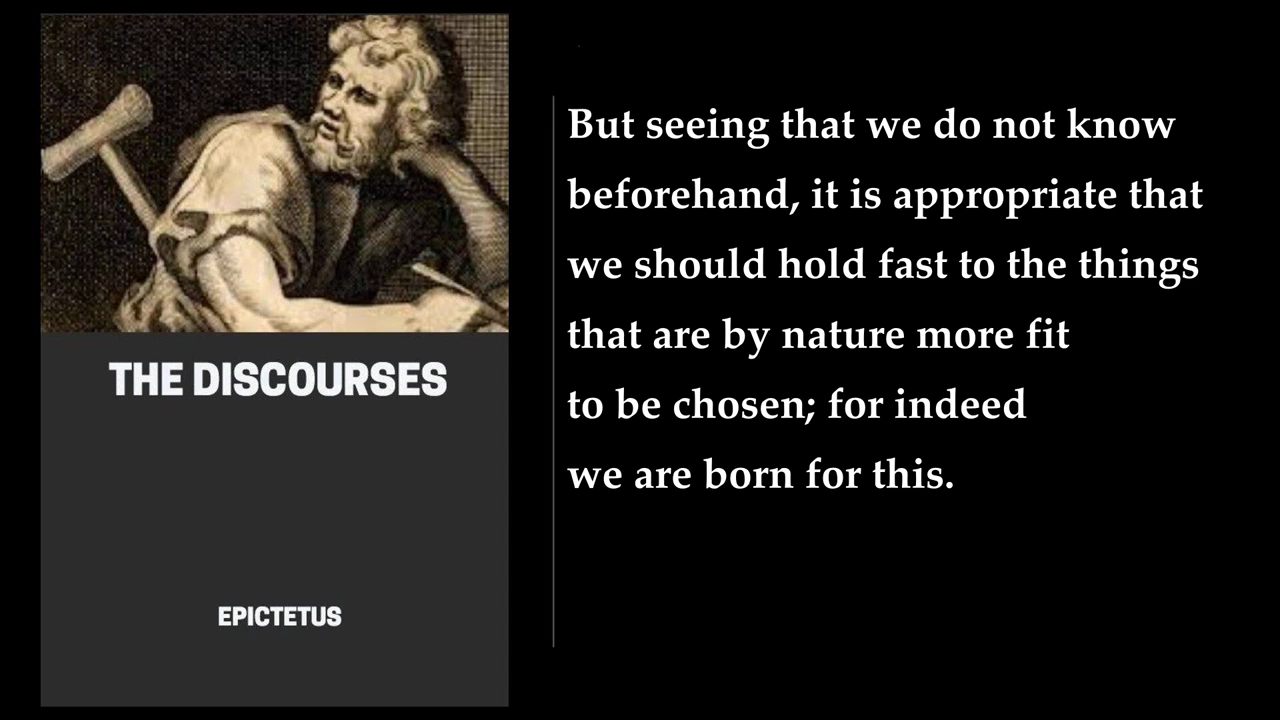 THE DISCOURSES
EPICTETUS
But seeing that we do not know
beforehand, it is appropriate that
we should hold fast to the things
that are by nature more fit
to be chosen; for indeed
we are born for this.